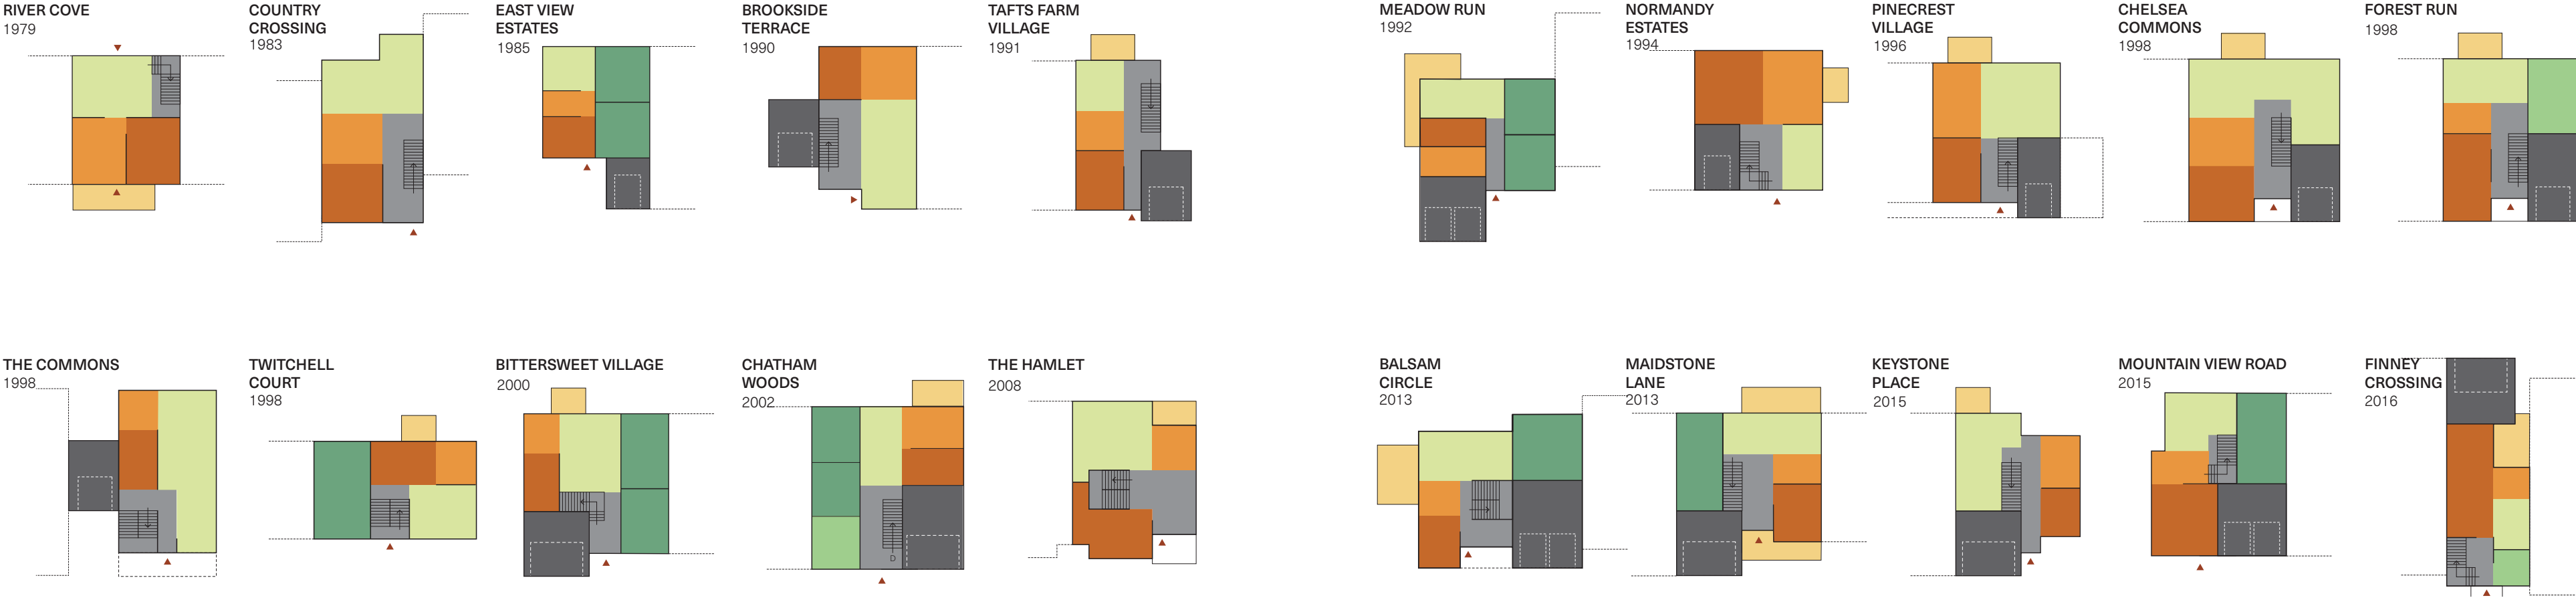 RIVER COVE
1979
COUNTRY
CROSSING
1983
EAST VIEW
ESTATES
1985
BROOKSIDE
TERRACE
1990
TAFTS FARM
VILLAGE
1991
MEADOW RUN
1992
NORMANDY
ESTATES
1994
PINECREST
VILLAGE
1996
CHELSEA
COMMONS
1998
FOREST RUN
1998
THE COMMONS
1998
TWITCHELL
COURT
1998
BITTERSWEET VILLAGE
2000
CHATHAM
WOODS
2002
D
THE HAMLET
2008
BALSAM
CIRCLE
2013
MAIDSTONE
LANE
2013
KEYSTONE
PLACE
2015
MOUNTAIN VIEW ROAD
2015
FINNEY
CROSSING
2016